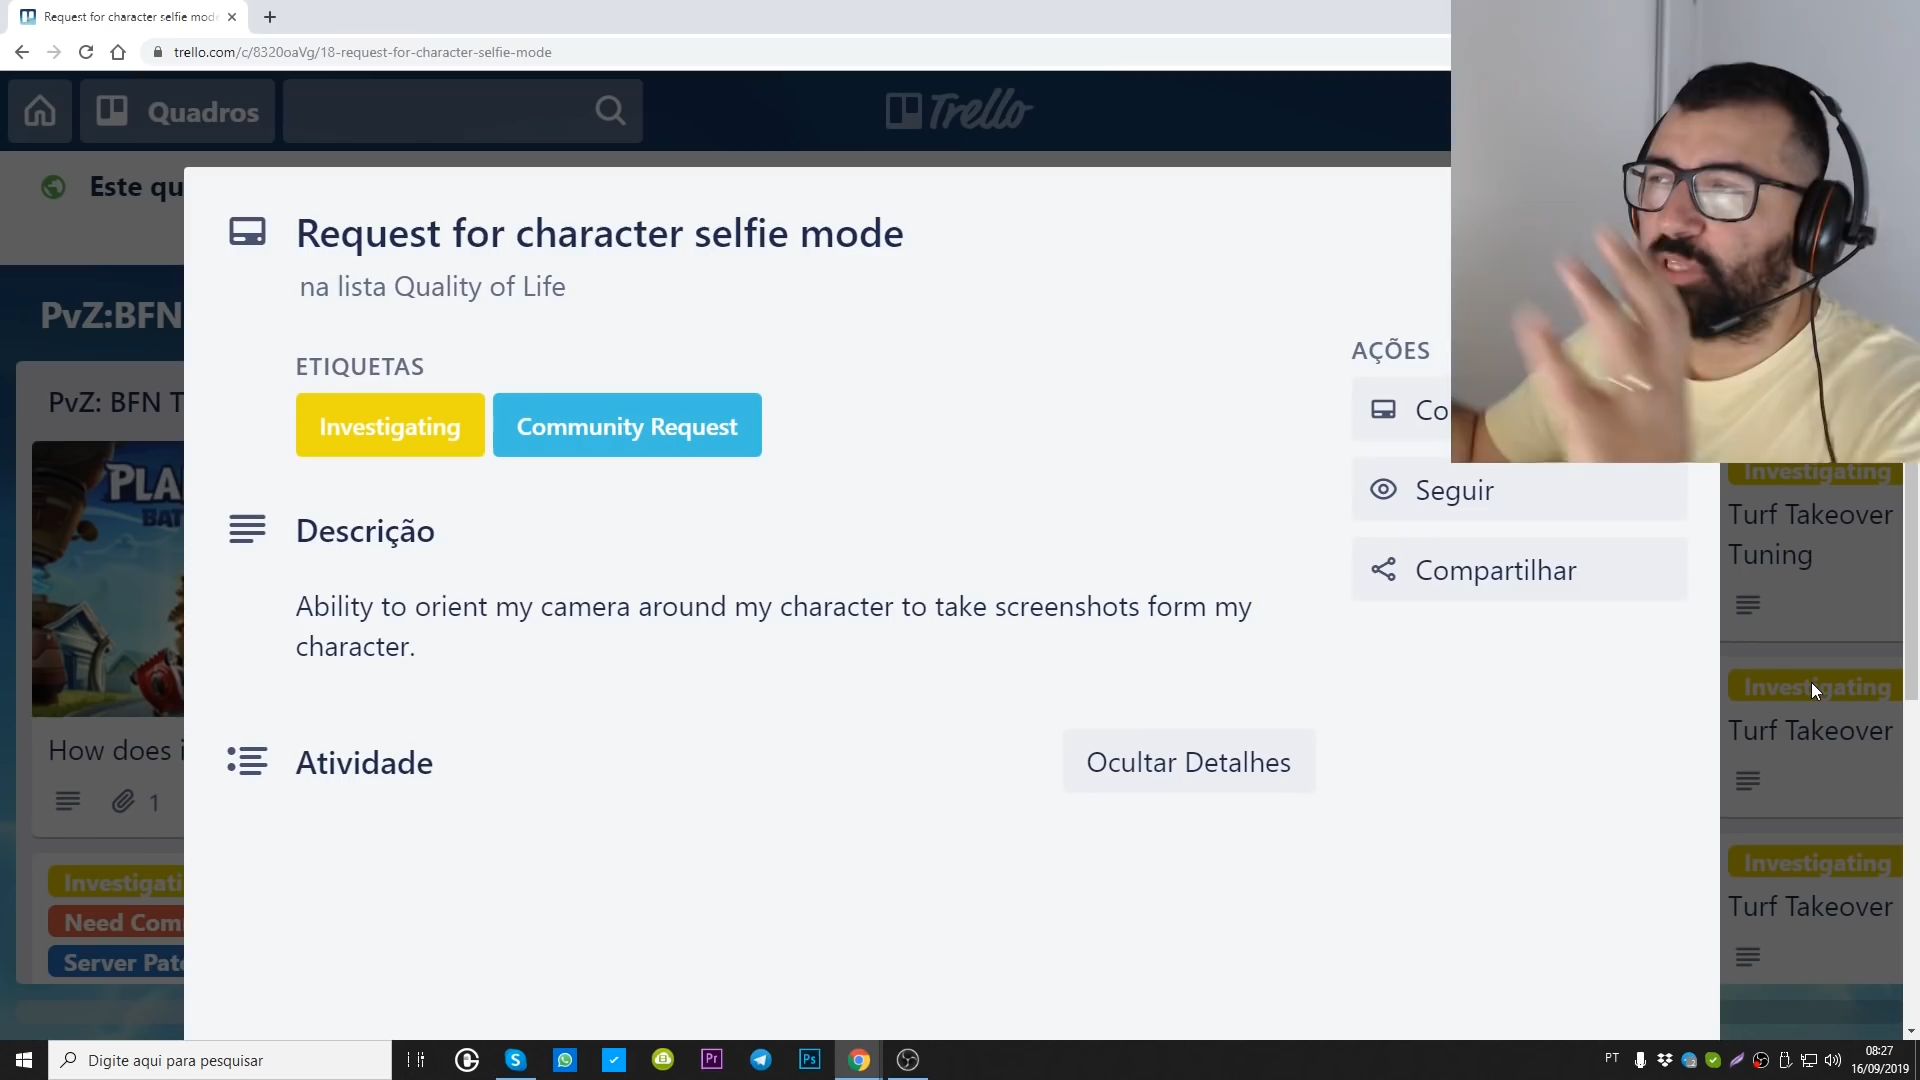 Request for character selfie mode
trello.com/c/8320oaVg/18-request-for-character-selfie-mode
Quadros
Trello
Este qu
PvZ:BFN
PvZ: BFN T
PLA
BAT
How does i
1
Investigati
Need Com
Server Pat
Request for character selfie mode
na lista Quality of Life
ETIQUETAS
Investigating
Community Request
Descrição
Ability to orient my camera around my character to take screenshots form my
character.
Atividade
Ocultar Detalhes
AÇÕES
Co
Seguir
Compartilhar
Investigating
Turf Takeover
Tuning
Investigating
Turf Takeover
Investigating
Turf Takeover
Digite aqui para pesquisar
Pr
Ps
PT
08:27
16/09/2019